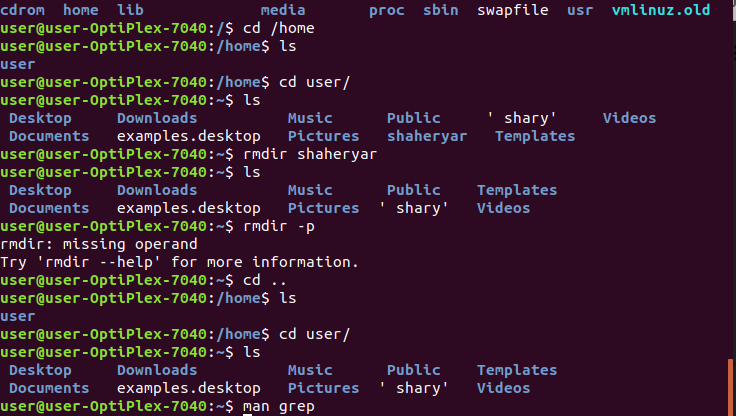 cdrom  home  lib              media       proc  sbin  swapfile  usr  vmlinuz.old
user@user-OptiPlex-7040:/$ cd /home
user@user-OptiPlex-7040:/home$ ls
user
user@user-OptiPlex-7040:/home$ cd user/
user@user-OptiPlex-7040:~$ ls
 Desktop     Downloads          Music      Public     ' shary'     Videos
 Documents   examples.desktop   Pictures   shaheryar   Templates
user@user-OptiPlex-7040:~$ rmdir shaheryar
user@user-OptiPlex-7040:~$ ls
 Desktop     Downloads          Music      Public    Templates
 Documents   examples.desktop   Pictures  ' shary'   Videos
user@user-OptiPlex-7040:~$ rmdir -p
rmdir: missing operand
Try 'rmdir --help' for more information.
user@user-OptiPlex-7040:~$ cd ..
user@user-OptiPlex-7040:/home$ ls
user
user@user-OptiPlex-7040:/home$ cd user/
user@user-OptiPlex-7040:~$ ls
 Desktop     Downloads          Music      Public    Templates
 Documents   examples.desktop   Pictures  ' shary'   Videos
user@user-OptiPlex-7040:~$ man grep